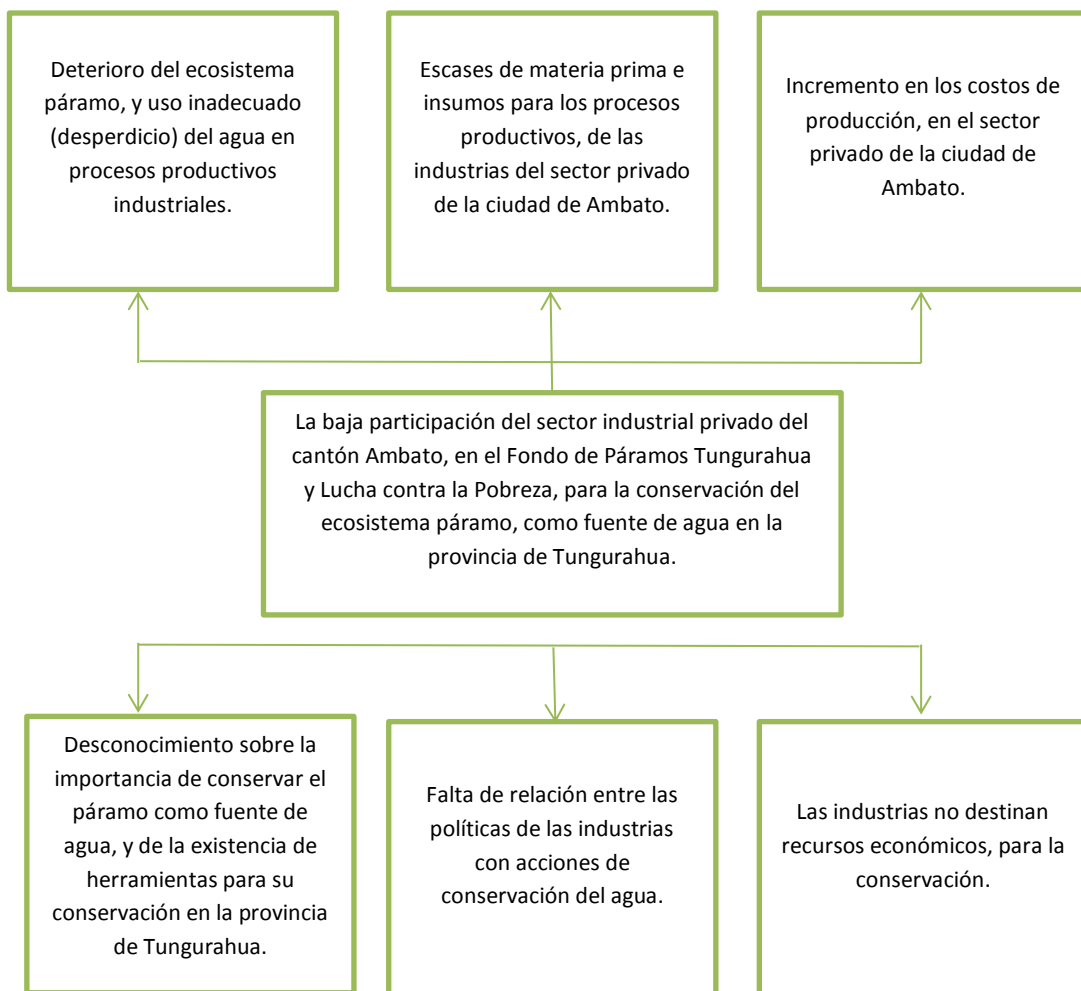 Deterioro del ecosistema
páramo, y uso inadecuado
(desperdicio) del agua en
procesos productivos
industriales.
Escases de materia prima e
insumos para los procesos
productivos, de las
industrias del sector privado
de la ciudad de Ambato.
Incremento en los costos de
producción, en el sector
privado de la ciudad de
Ambato.
La baja participación del sector industrial privado del
cantón Ambato, en el Fondo de Páramos Tungurahua
y Lucha contra la Pobreza, para la conservación del
ecosistema páramo, como fuente de agua en la
provincia de Tungurahua.
Desconocimiento sobre la
importancia de conservar el
páramo como fuente de
agua, y de la existencia de
herramientas para su
conservación en la provincia
de Tungurahua.
Falta de relación entre las
políticas de las industrias
con acciones de
conservación del agua.
Las industrias no destinan
recursos económicos, para la
conservación.